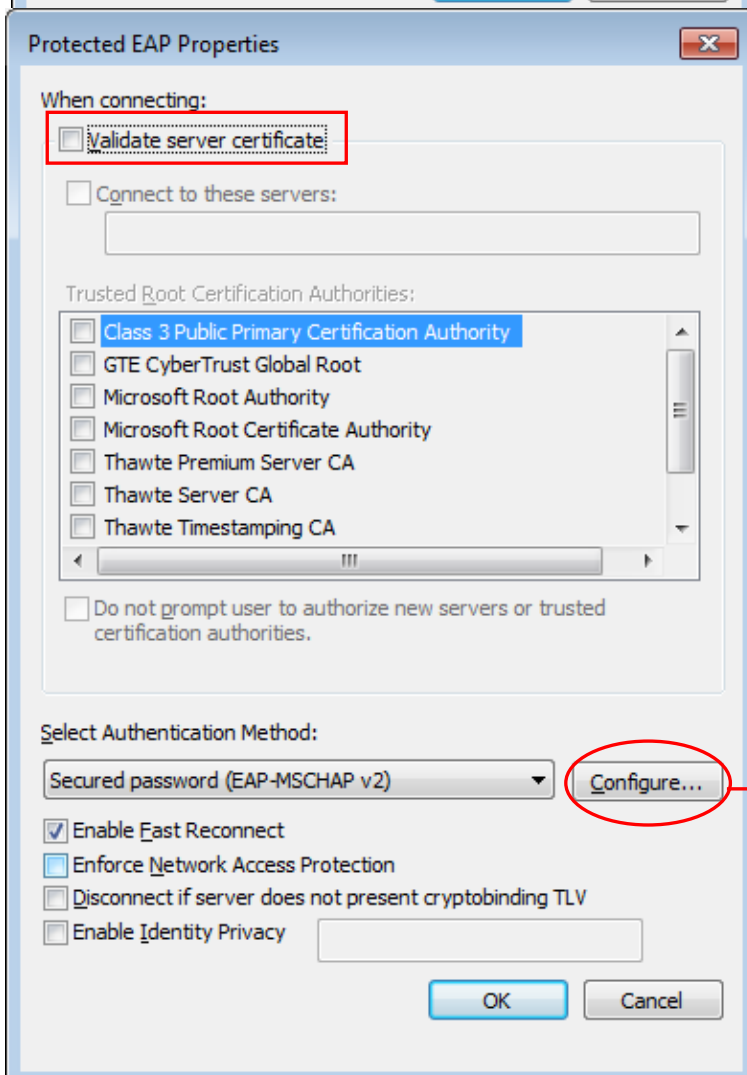 Protected EAP Properties
When connecting:
Validate server certificate
Connect to these servers:
Trusted Root Certification Authorities:
Class 3 Public Primary Certification Authority
GTE CyberTrust Global Root
Microsoft Root Authority
Microsoft Root Certificate Authority
Thawte Premium Server CA
Thawte Server CA
Thawte Timestamping CA
Do not prompt user to authorize new servers or trusted
certification authorities.
Select Authentication Method:
Secured password (EAP-MSCHAP v2) Configure...
Enable Fast Reconnect
Enforce Network Access Protection
Disconnect if server does not present cryptobinding TLV
Enable Identity Privacy
OK Cancel